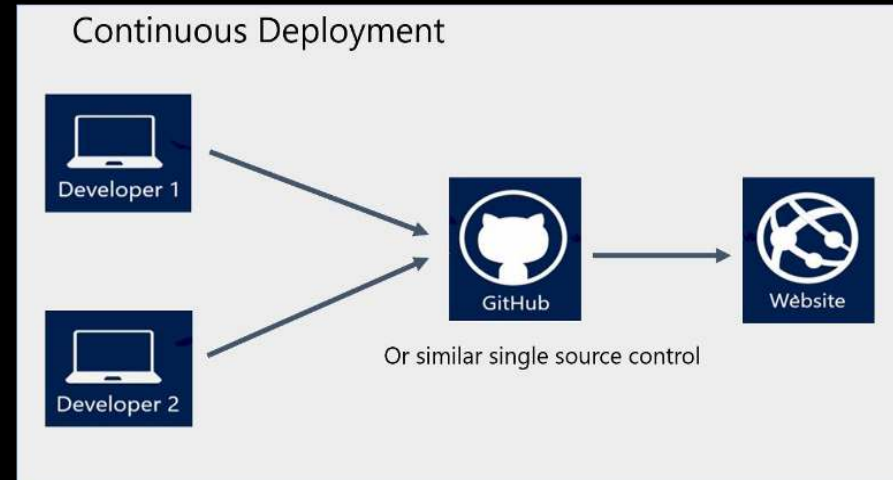 Continuous Deployment
Developer 1
GitHub
Website
Or similar single source control
Developer 2